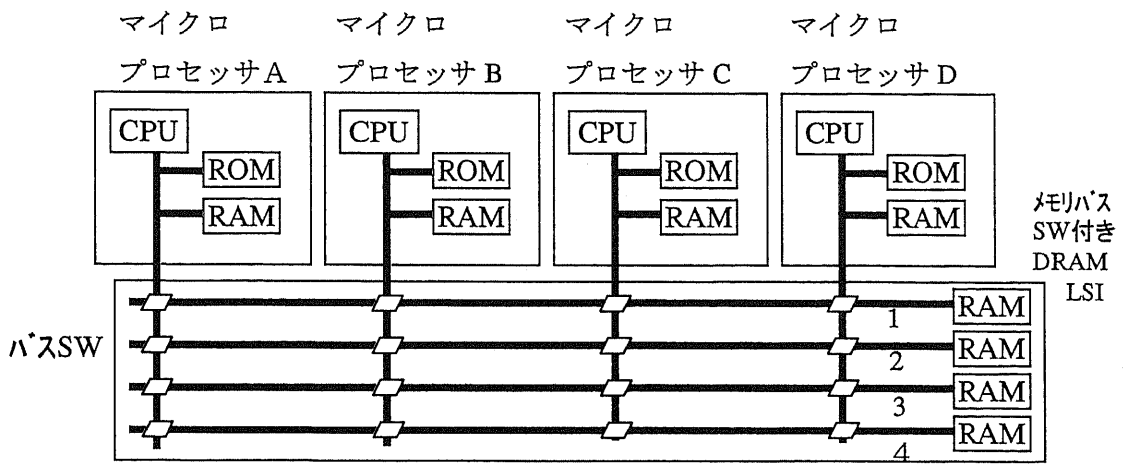 マイクロ マイクロ マイクロ マイクロ
プロセッサA プロセッサB プロセッサC プロセッサD
CPU CPU CPU CPU
ROM ROM ROM ROM
RAM RAM RAM RAM
メモリバス
SW付き
DRAM
LSI
バスSW
1 RAM
2 RAM
3 RAM
4 RAM